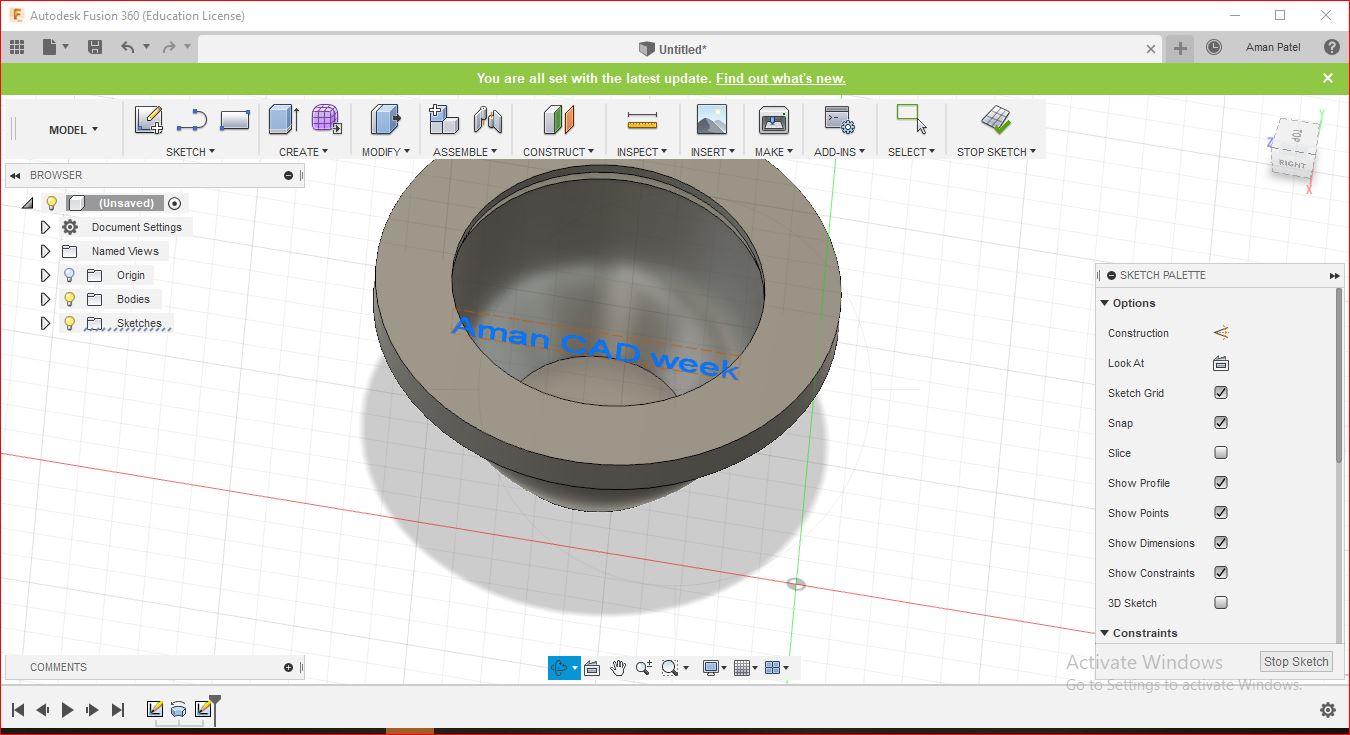 Autodesk Fusion 360 (Education License)
Untitled*
Aman Patel
You are all set with the latest update. Find out what's new.
MODEL
SKETCH
CREATE
MODIFY
ASSEMBLE
CONSTRUCT
INSPECT
INSERT
MAKE
ADD-INS
SELECT
STOP SKETCH
TOP
RIGHT
X
Y
Z
BROWSER
(Unsaved)
Document Settings
Named Views
Origin
Bodies
Sketches
Aman CAD week
SKETCH PALETTE
Options
Construction
Look At
Sketch Grid
Snap
Slice
Show Profile
Show Points
Show Dimensions
Show Constraints
3D Sketch
Constraints
Stop Sketch
COMMENTS
Activate Windows
Go to Settings to activate Windows.